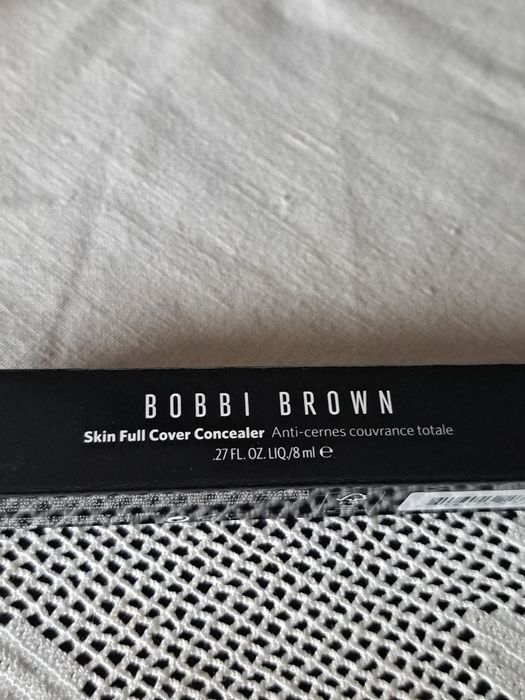 BOBBI BROWN
Skin Full Cover Concealer Anti-cernes couvrance totale
.27 FL. OZ. LIQ./8 ml ℮